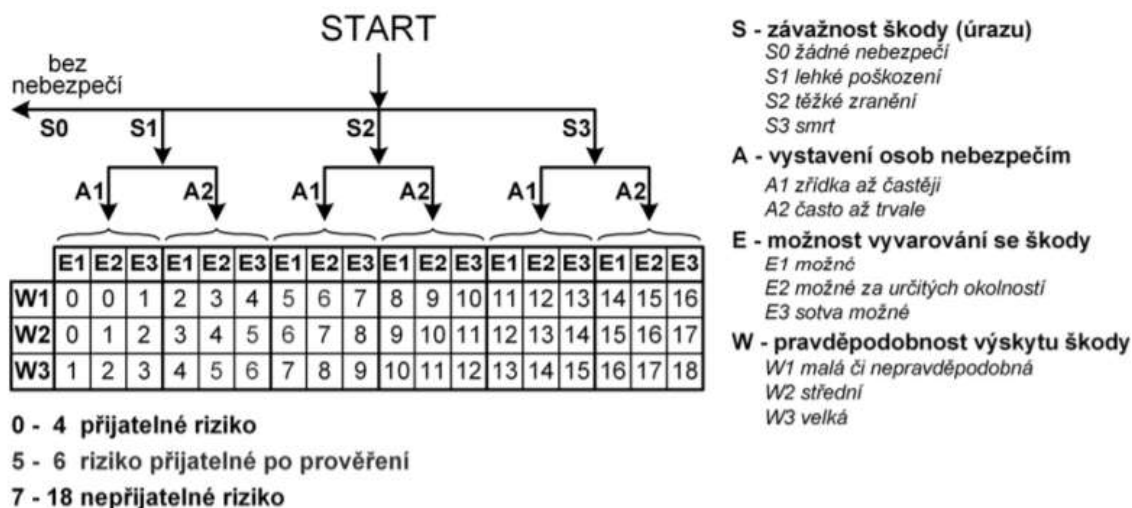 START
bez
nebezpečí
S0 S1 S2 S3
A1 A2 A1 A2 A1 A2
E1 E2 E3 E1 E2 E3 E1 E2 E3 E1 E2 E3 E1 E2 E3 E1 E2 E3
W1 0 0 1 2 3 4 5 6 7 8 9 10 11 12 13 14 15 16
W2 0 1 2 3 4 5 6 7 8 9 10 11 12 13 14 15 16 17
W3 1 2 3 4 5 6 7 8 9 10 11 12 13 14 15 16 17 18
0 - 4 přijatelné riziko
5 - 6 riziko přijatelné po prověření
7 - 18 nepřijatelné riziko
S - závažnost škody (úrazu)
S0 žádné nebezpečí
S1 lehké poškození
S2 těžké zranění
S3 smrt
A - vystavení osob nebezpečím
A1 zřídka až častěji
A2 často až trvale
E - možnost vyvarování se škody
E1 možné
E2 možné za určitých okolností
E3 sotva možné
W - pravděpodobnost výskytu škody
W1 malá či nepravděpodobná
W2 střední
W3 velká